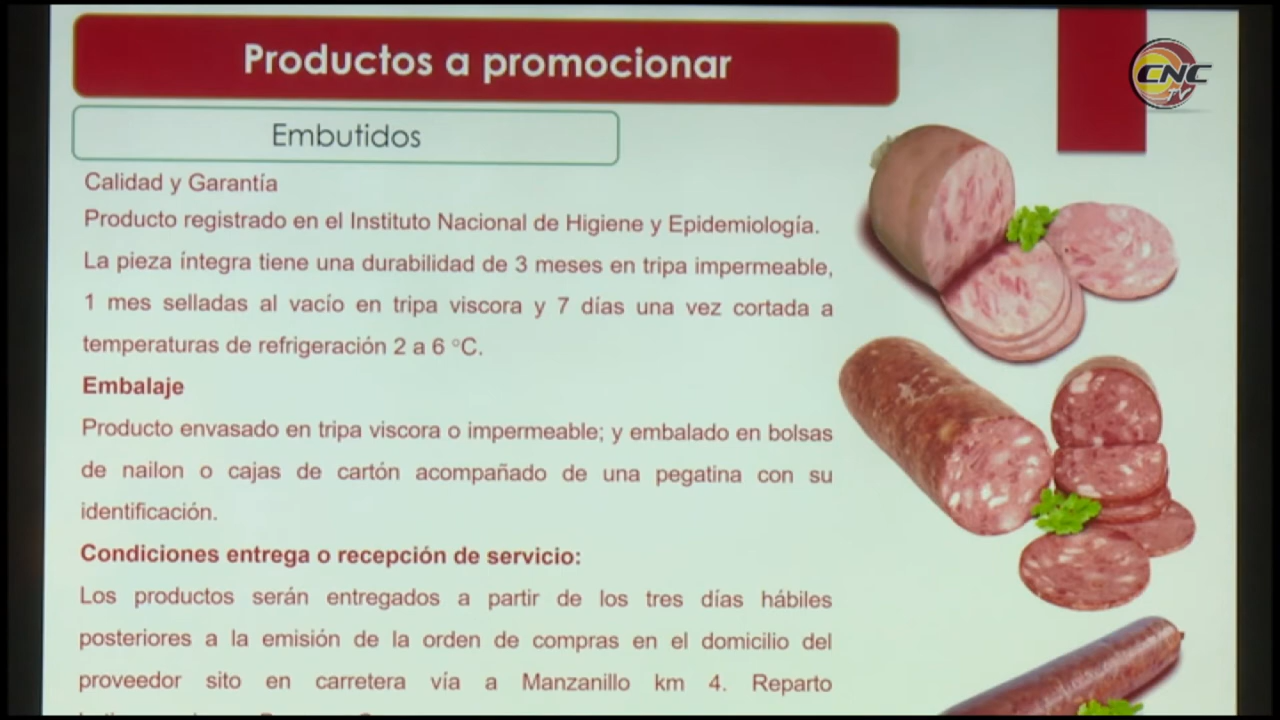 Productos a promocionar
CNC
TV
Embutidos
Calidad y Garantía
Producto registrado en el Instituto Nacional de Higiene y Epidemiología.
La pieza íntegra tiene una durabilidad de 3 meses en tripa impermeable,
1 mes selladas al vacío en tripa viscora y 7 días una vez cortada a
temperaturas de refrigeración 2 a 6 °C.
Embalaje
Producto envasado en tripa viscora o impermeable; y embalado en bolsas
de nailon o cajas de cartón acompañado de una pegatina con su
identificación.
Condiciones entrega o recepción de servicio:
Los productos serán entregados a partir de los tres días hábiles
posteriores a la emisión de la orden de compras en el domicilio del
proveedor sito en carretera vía a Manzanillo km 4. Reparto